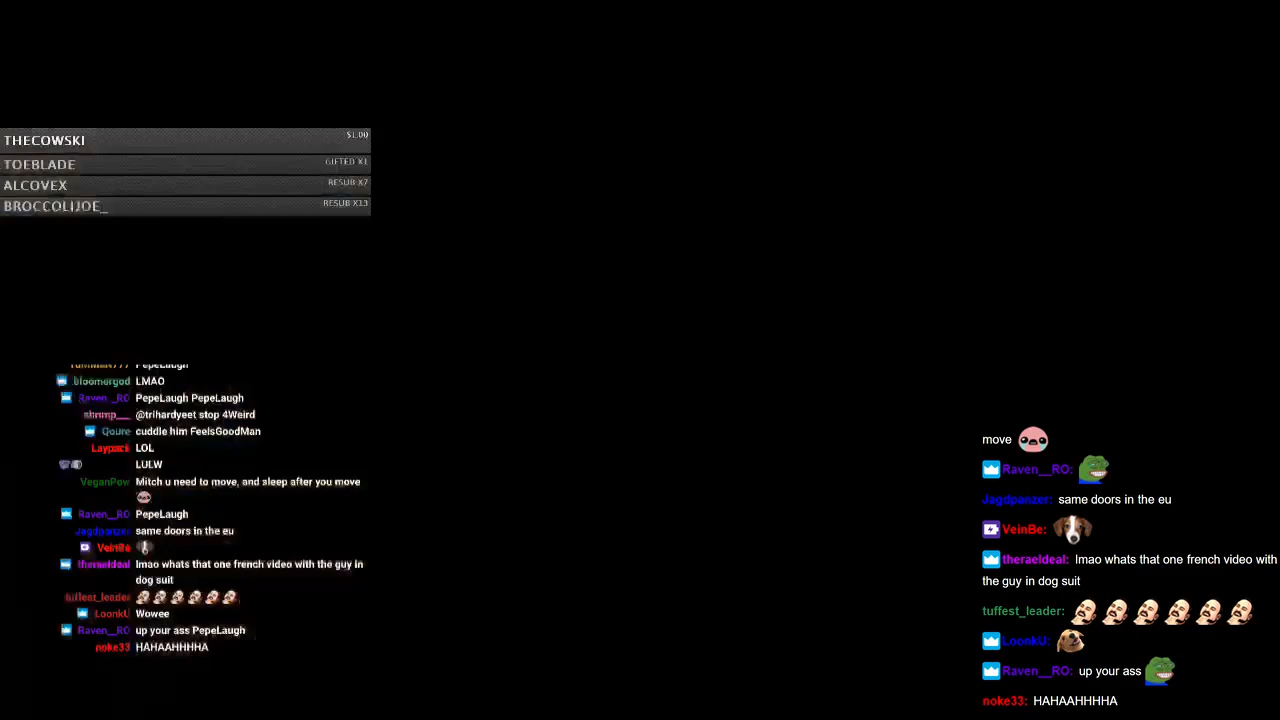 THECOWSKI $1.00
TOEBLADE GIFTED X1
ALCOVEX RESUB X7
BROCCOLIJOE_ RESUB X13
PepeLaugh
.bloomergod LMAO
Raven__RO PepeLaugh PepeLaugh
shrump__ @trihardyeet stop 4Weird
Qoure cuddle him FeelsGoodMan
Laypack LOL
LULW
VeganPow Mitch u need to move, and sleep after you move
Raven__RO PepeLaugh
Jagdpanzer same doors in the eu
VeinBe
theraeldeal lmao whats that one french video with the guy in
dog suit
tuffest_leader
LoonkU Wowee
Raven__RO up your ass PepeLaugh
noke33 HAHAAHHHHA
move
Raven__RO:
Jagdpanzer: same doors in the eu
VeinBe:
theraeldeal: lmao whats that one french video with
the guy in dog suit
tuffest_leader:
LoonkU:
Raven__RO: up your ass
noke33: HAHAAHHHHA